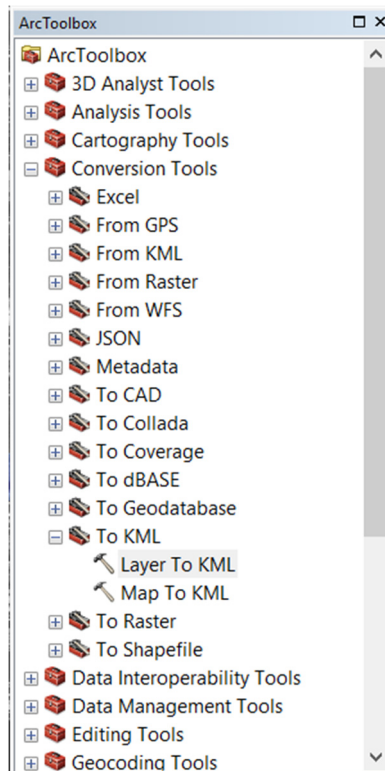 ArcToolbox
ArcToolbox
3D Analyst Tools
Analysis Tools
Cartography Tools
Conversion Tools
Excel
From GPS
From KML
From Raster
From WFS
JSON
Metadata
To CAD
To Collada
To Coverage
To dBASE
To Geodatabase
To KML
Layer To KML
Map To KML
To Raster
To Shapefile
Data Interoperability Tools
Data Management Tools
Editing Tools
Geocoding Tools